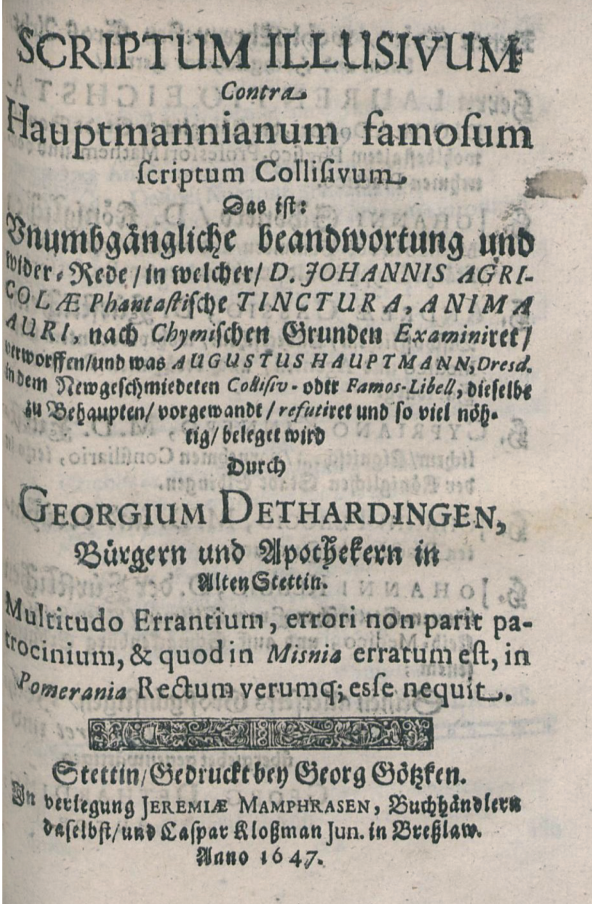 SCRIPTUM ILLUSIVUM
Contra
Hauptmannianum famoſum
ſcriptum Colliſivum.
Das iſt:
Vnumbgängliche beandwortung und
wider-Rede/ in welcher/ D. JOHANNIS AGRI-
COLÆ Phantaſtiſche TINCTURA, ANIMA
AURI, nach Chymiſchen Grunden Examiniret/
verworffen/ und was AUGUSTUS HAUPTMANN, Dresd.
in dem Newgeſchmiedeten Colliſiv- oder Famos-Libell, dieſelbe
zu Behaupten/ vorgewandt/ refutiret und ſo viel nöh-
tig/ beleget wird
Durch
GEORGIUM DETHARDINGEN,
Bürgern und Apothekern in
Alten Stettin.
Multitudo Errantium, errori non parit pa-
trocinium, & quod in Misnia erratum eſt, in
Pomerania Rectum verumq; eſſe nequit.
Stettin/ Gedruckt bey Georg Götzken.
In verlegung JEREMIÆ MAMPHRASEN, Buchhändlern
daſelbſt/ und Caſpar Kloßman Jun. in Breßlaw.
Anno 1647.